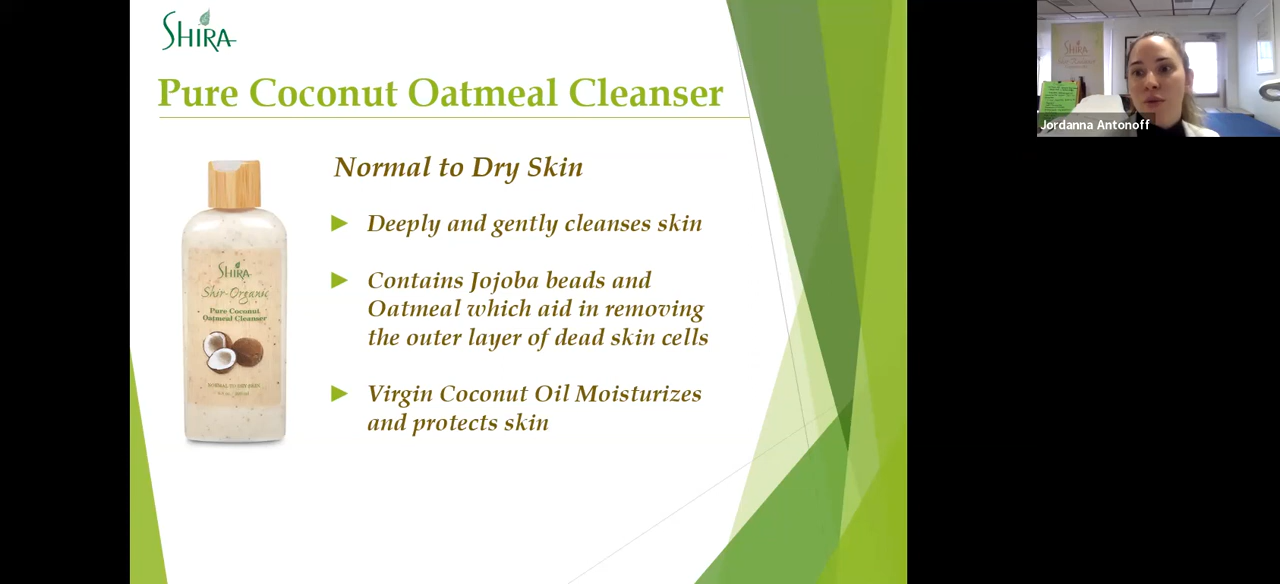 SHIRA
Pure Coconut Oatmeal Cleanser
Normal to Dry Skin
Deeply and gently cleanses skin
Contains Jojoba beads and
Oatmeal which aid in removing
the outer layer of dead skin cells
Virgin Coconut Oil Moisturizes
and protects skin
SHIRA
Shir-Organic
Pure Coconut
Oatmeal Cleanser
NORMAL TO DRY SKIN
SHIRA
Jordanna Antonoff